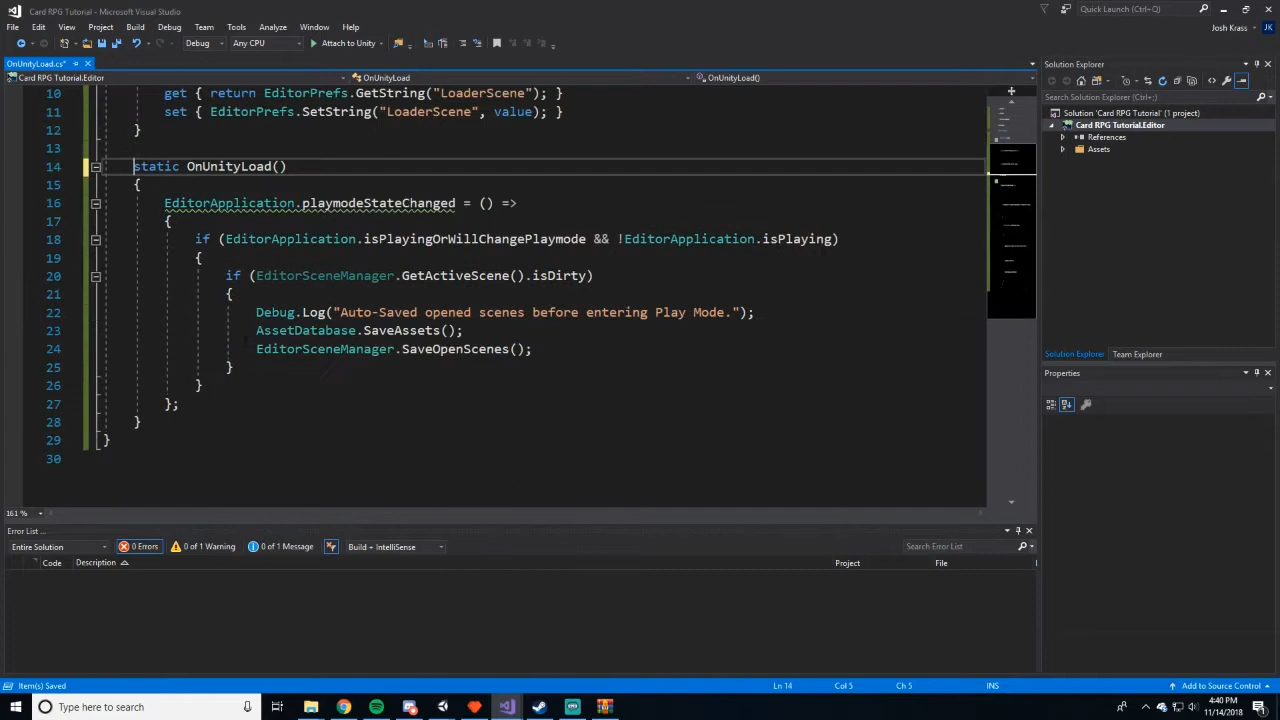 Card RPG Tutorial - Microsoft Visual Studio
Quick Launch (Ctrl+Q)
File Edit View Project Build Debug Team Tools Test Analyze Window Help
Josh Krass JK
Debug Any CPU Attach to Unity
OnUnityLoad.cs*
Card RPG Tutorial.Editor OnUnityLoad OnUnityLoad()
10 get { return EditorPrefs.GetString("LoaderScene"); }
11 set { EditorPrefs.SetString("LoaderScene", value); }
12 }
13
14 static OnUnityLoad()
15 {
16 EditorApplication.playmodeStateChanged = () =>
17 {
18 if (EditorApplication.isPlayingOrWillChangePlaymode && !EditorApplication.isPlaying)
19 {
20 if (EditorSceneManager.GetActiveScene().isDirty)
21 {
22 Debug.Log("Auto-Saved opened scenes before entering Play Mode.");
23 AssetDatabase.SaveAssets();
24 EditorSceneManager.SaveOpenScenes();
25 }
26 }
27 };
28 }
29 }
30
161 %
Solution Explorer
Search Solution Explorer (Ctrl+;)
Solution 'Card RPG Tutorial' (1 project)
Card RPG Tutorial.Editor
References
Assets
Solution Explorer Team Explorer
Properties
Error List ...
Entire Solution 0 Errors 0 of 1 Warning 0 of 1 Message Build + IntelliSense
Search Error List
Code Description Project File
Item(s) Saved Ln 14 Col 5 Ch 5 INS Add to Source Control
Type here to search
4:40 PM
11/14/2018